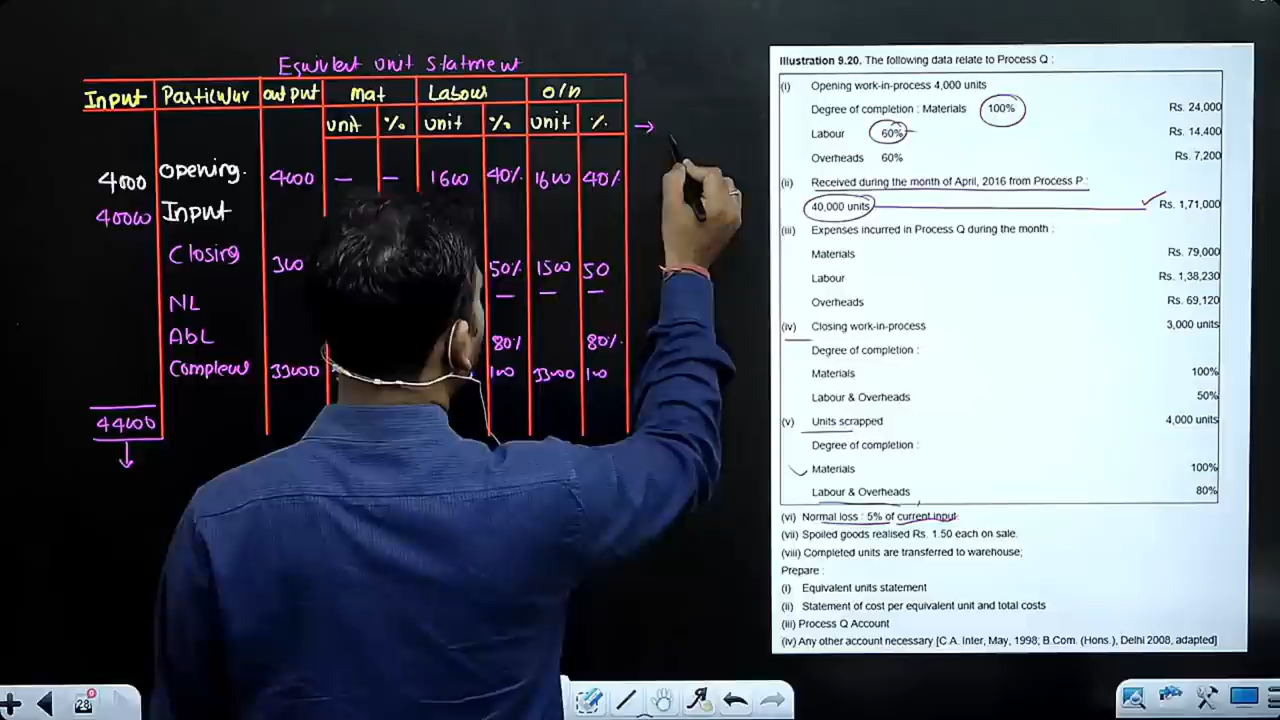 Equivlent unit Statment
Input Particular output Mat Labour O/H
unit % unit % unit %
4000 Opening. 4000 — — 1600 40% 1600 40%
40000 Input
Closing 300 50% 1500 50
NL — — —
AbL 80% 80%.
33000 100 33000 100
44000
Illustration 9.20. The following data relate to Process Q :
(i) Opening work-in-process 4,000 units
Degree of completion : Materials 100% Rs. 24,000
Labour 60% Rs. 14,400
Overheads 60% Rs. 7,200
(ii) Received during the month of April, 2016 from Process P :
40,000 units Rs. 1,71,000
(iii) Expenses incurred in Process Q during the month :
Materials Rs. 79,000
Labour Rs. 1,38,230
Overheads Rs. 69,120
(iv) Closing work-in-process 3,000 units
Degree of completion :
Materials 100%
Labour & Overheads 50%
(v) Units scrapped 4,000 units
Degree of completion :
Materials 100%
Labour & Overheads 80%
(vi) Normal loss : 5% of current input
(vii) Spoiled goods realised Rs. 1.50 each on sale.
(viii) Completed units are transferred to warehouse;
Prepare :
(i) Equivalent units statement
(ii) Statement of cost per equivalent unit and total costs
(iii) Process Q Account
(iv) Any other account necessary [C.A. Inter, May, 1998; B.Com. (Hons.), Delhi 2008, adapted]
28